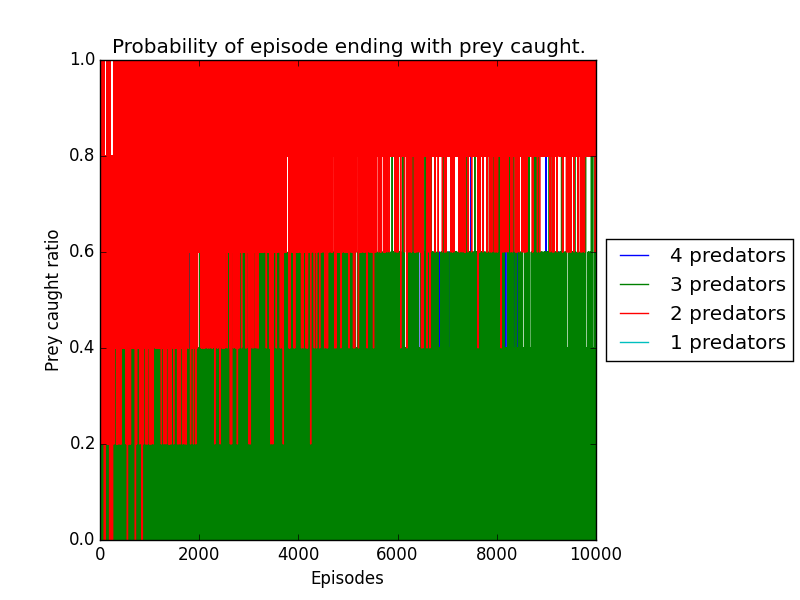 Probability of episode ending with prey caught.
1.0
0.8
0.6
0.4
0.2
0.0
Prey caught ratio
0 2000 4000 6000 8000 10000
Episodes
4 predators
3 predators
2 predators
1 predators